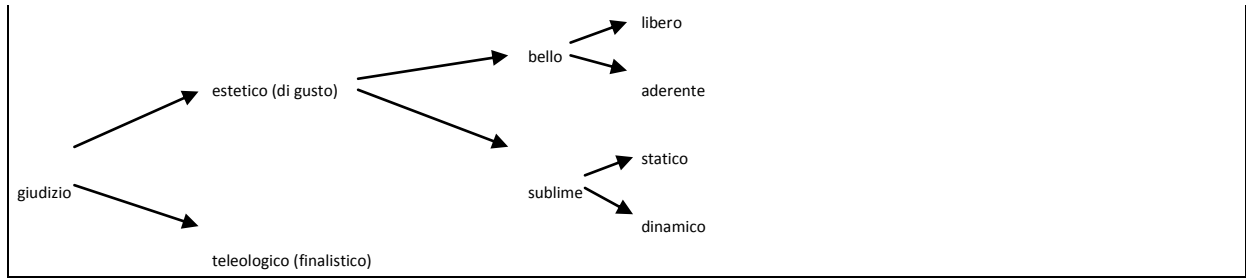 libero
bello
estetico (di gusto)
aderente
statico
giudizio
sublime
dinamico
teleologico (finalistico)